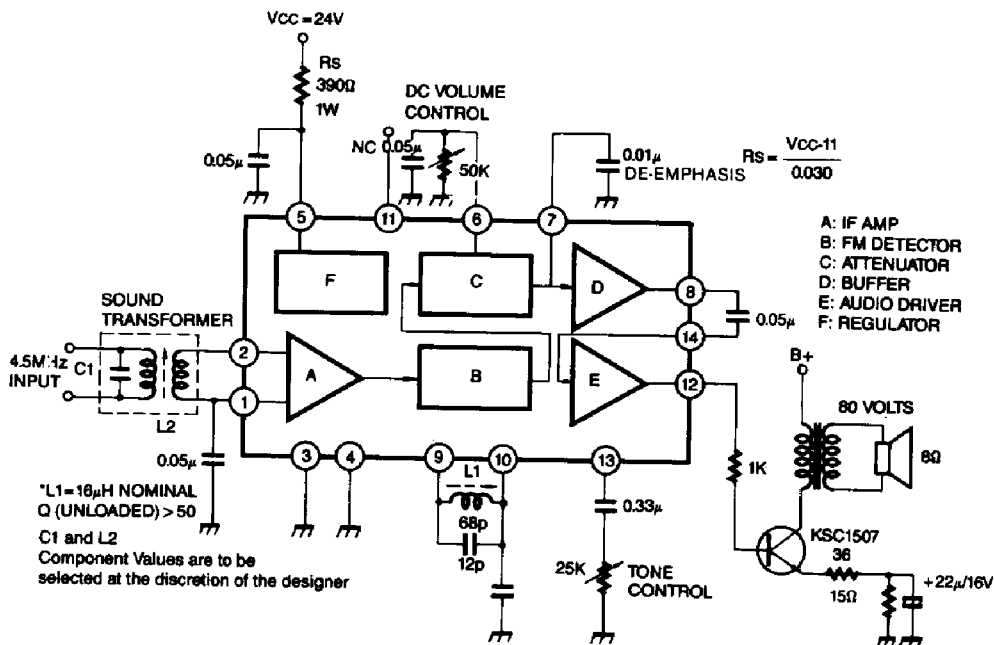 Vcc = 24V
Rs
390Ω
1W
DC VOLUME
CONTROL
0.05μ
NC
0.05μ
50K
0.01μ
DE-EMPHASIS
Rs = Vcc-11
0.030
5
11
6
7
A: IF AMP
B: FM DETECTOR
C: ATTENUATOR
D: BUFFER
E: AUDIO DRIVER
F: REGULATOR
F
C
D
8
SOUND
TRANSFORMER
14
0.05μ
4.5MHz
INPUT
C1
2
A
B
E
12
B+
1
L2
80 VOLTS
0.05μ
3
4
9
10
13
L1
1K
8Ω
*L1=16μH NOMINAL
Q (UNLOADED) > 50
68p
0.33μ
C1 and L2
Component Values are to be
selected at the discretion of the designer
12p
KSC1507
36
25K
TONE
CONTROL
15Ω
+22μ/16V